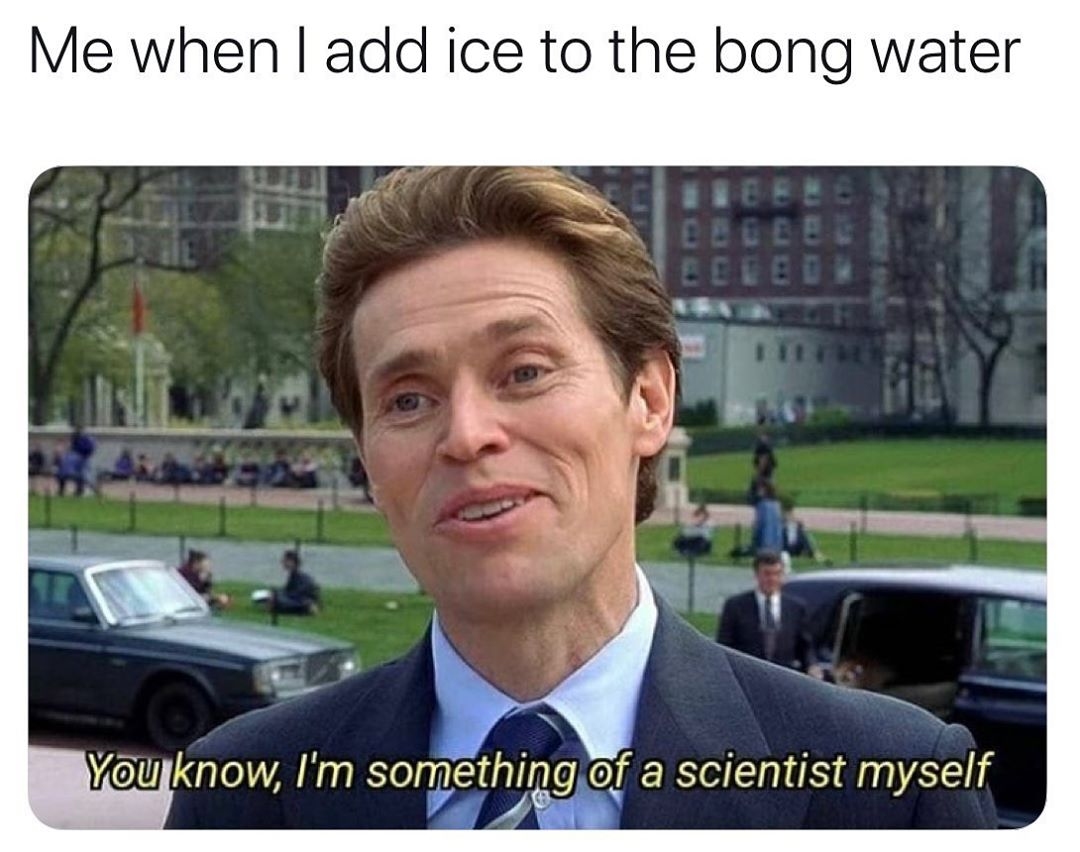 Me when I add ice to the bong water
You know, I'm something of a scientist myself